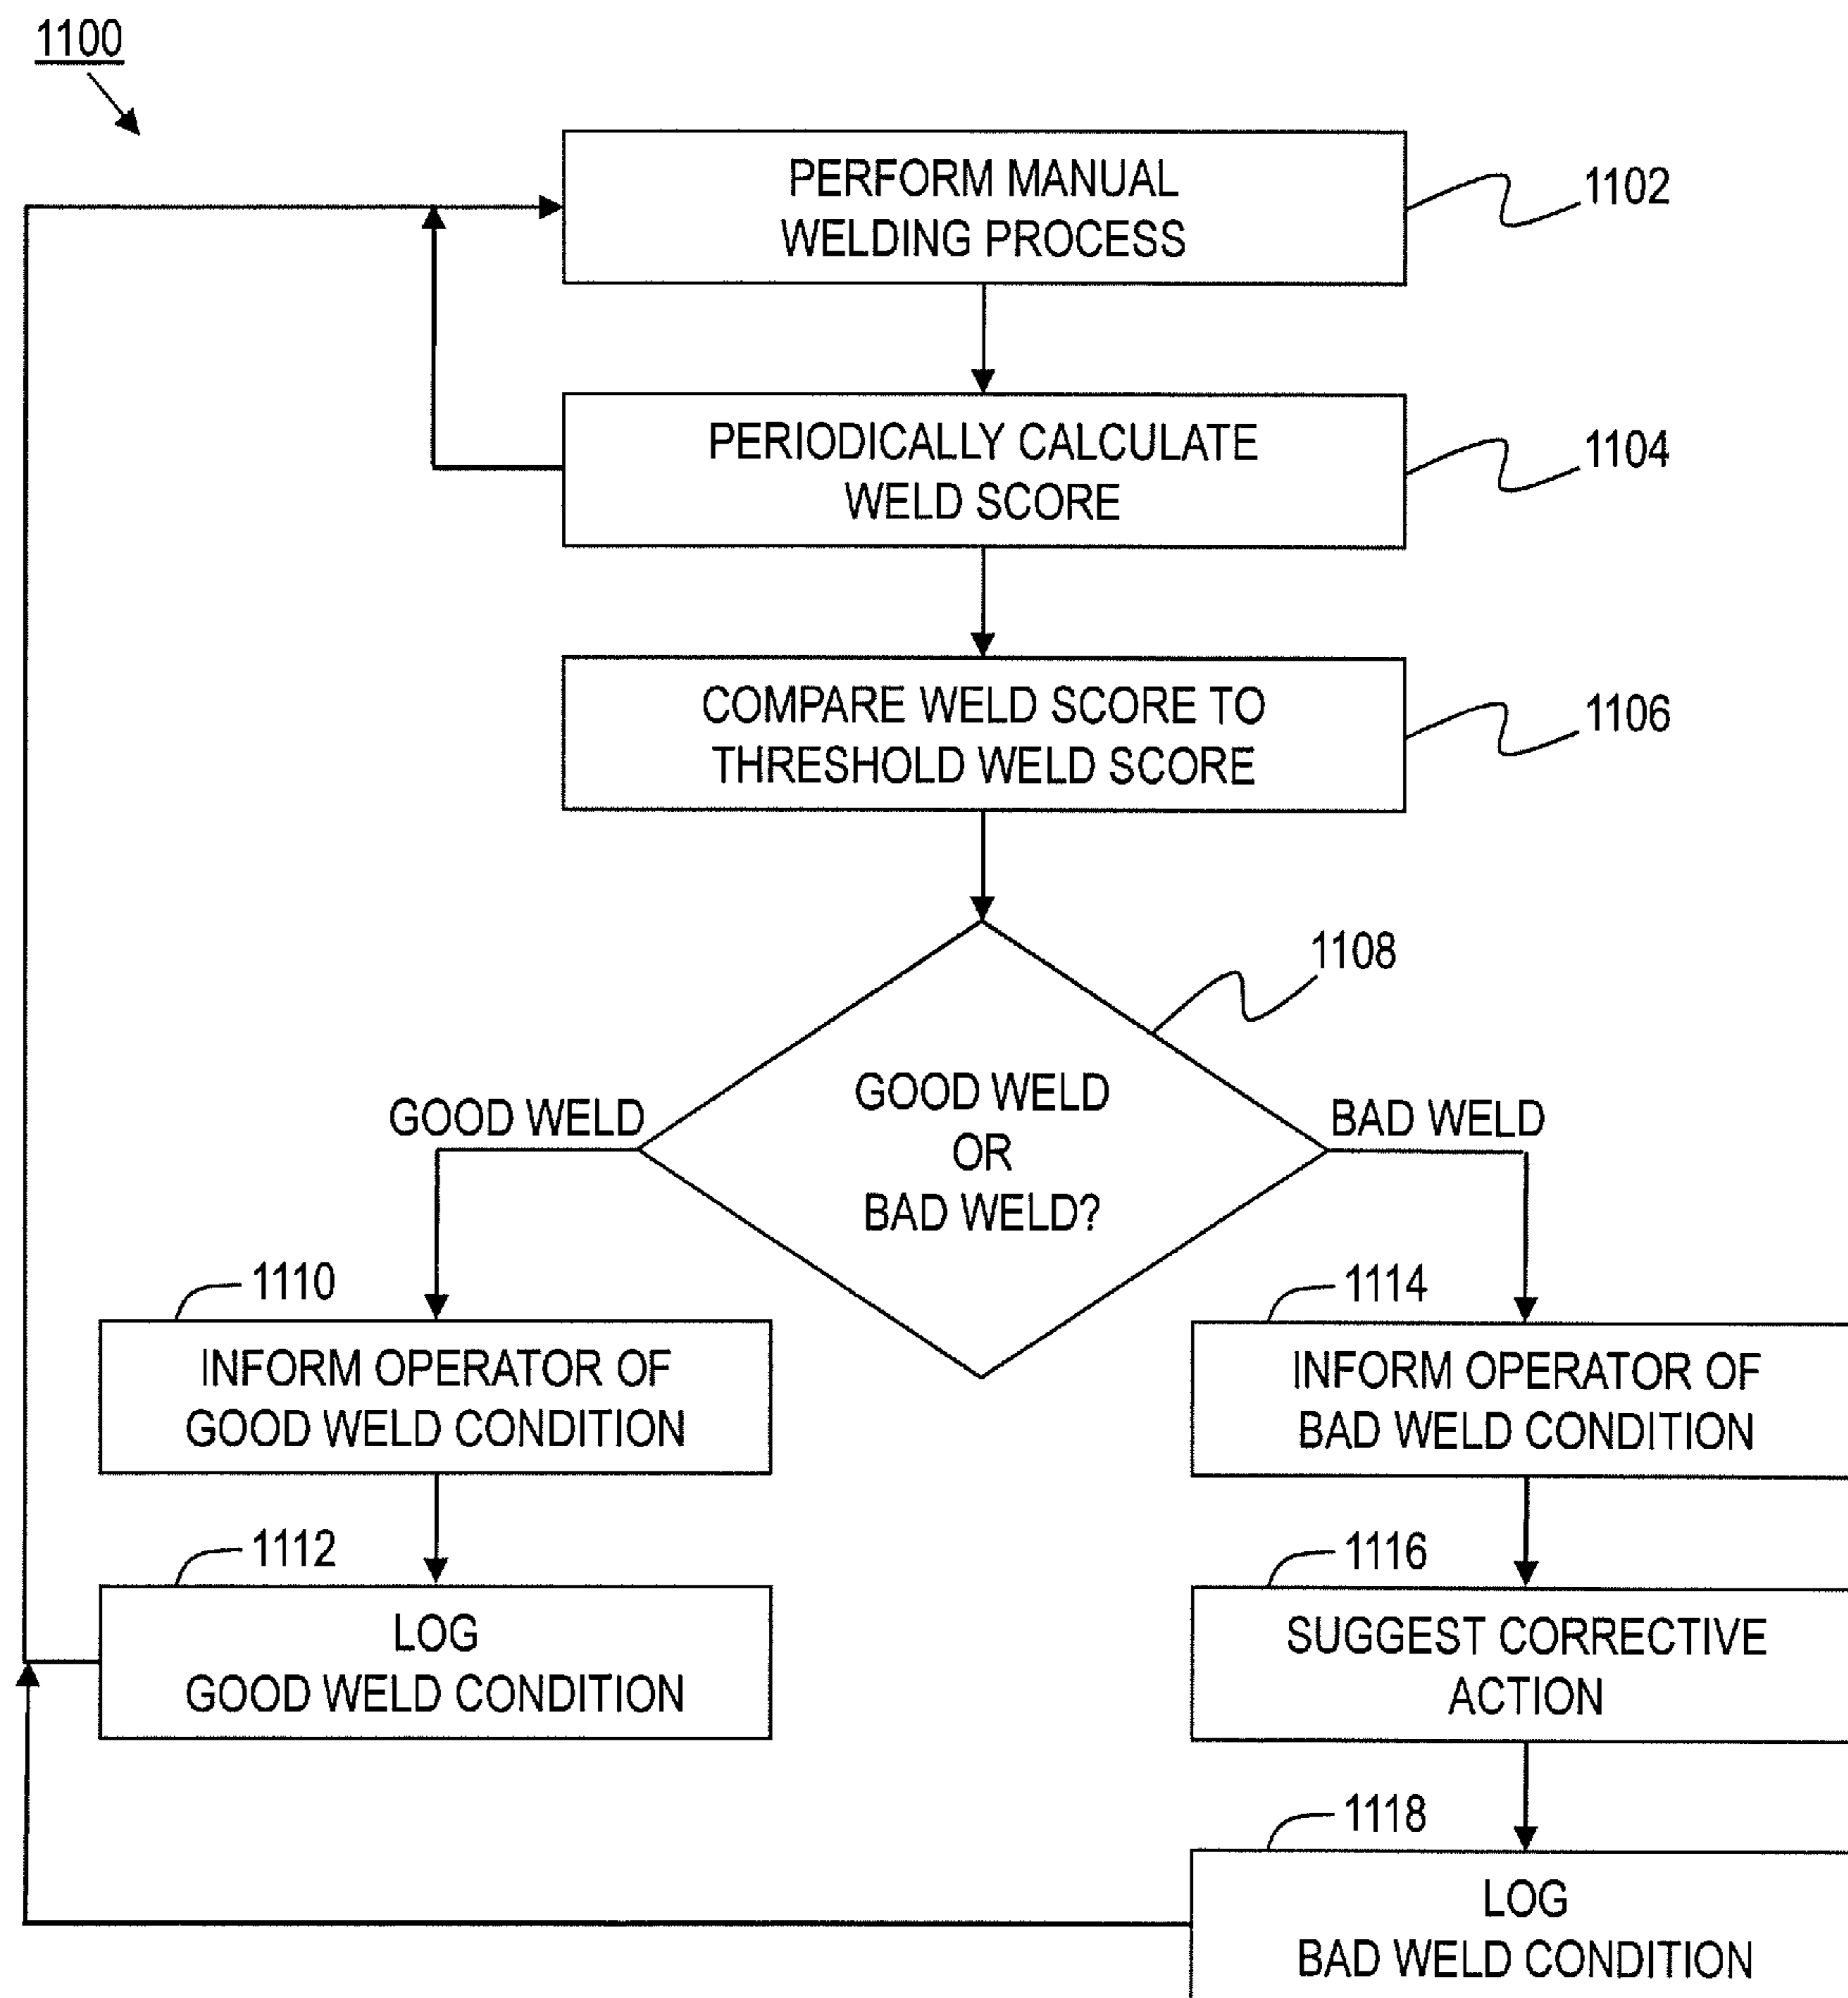 1100
PERFORM MANUAL
WELDING PROCESS
1102
PERIODICALLY CALCULATE
WELD SCORE
1104
COMPARE WELD SCORE TO
THRESHOLD WELD SCORE
1106
1108
GOOD WELD
OR
BAD WELD?
GOOD WELD
BAD WELD
1110
INFORM OPERATOR OF
GOOD WELD CONDITION
1112
LOG
GOOD WELD CONDITION
1114
INFORM OPERATOR OF
BAD WELD CONDITION
1116
SUGGEST CORRECTIVE
ACTION
1118
LOG
BAD WELD CONDITION